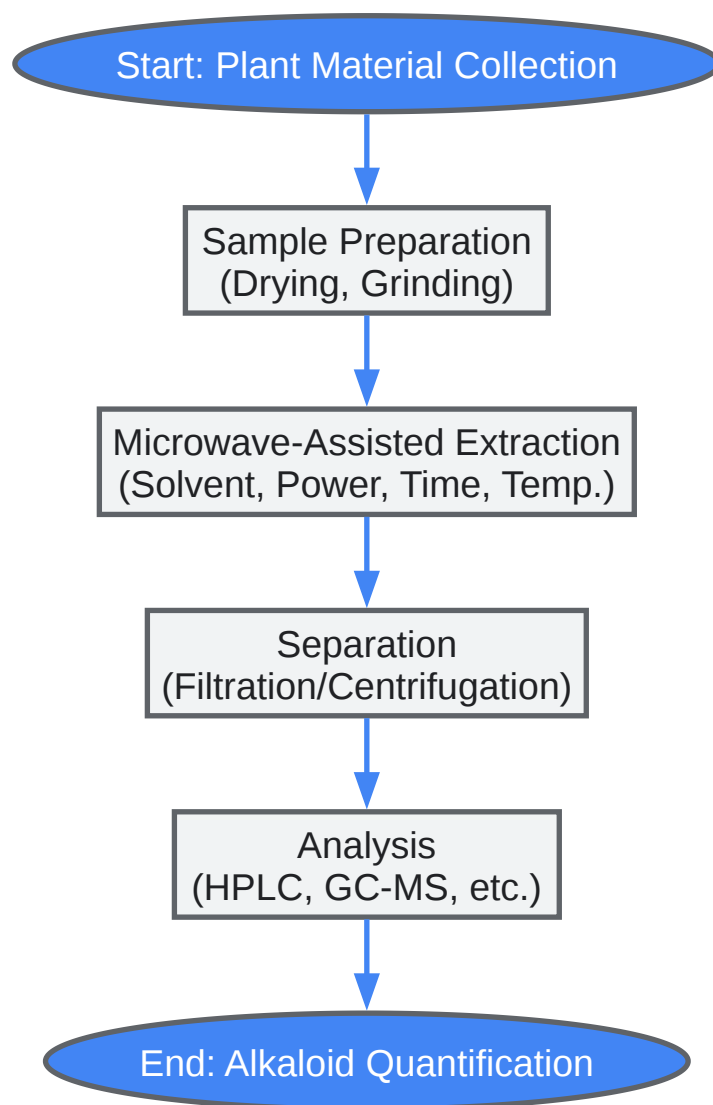 Start: Plant Material Collection
Sample Preparation
(Drying, Grinding)
Microwave-Assisted Extraction
(Solvent, Power, Time, Temp.)
Separation
(Filtration/Centrifugation)
Analysis
(HPLC, GC-MS, etc.)
End: Alkaloid Quantification